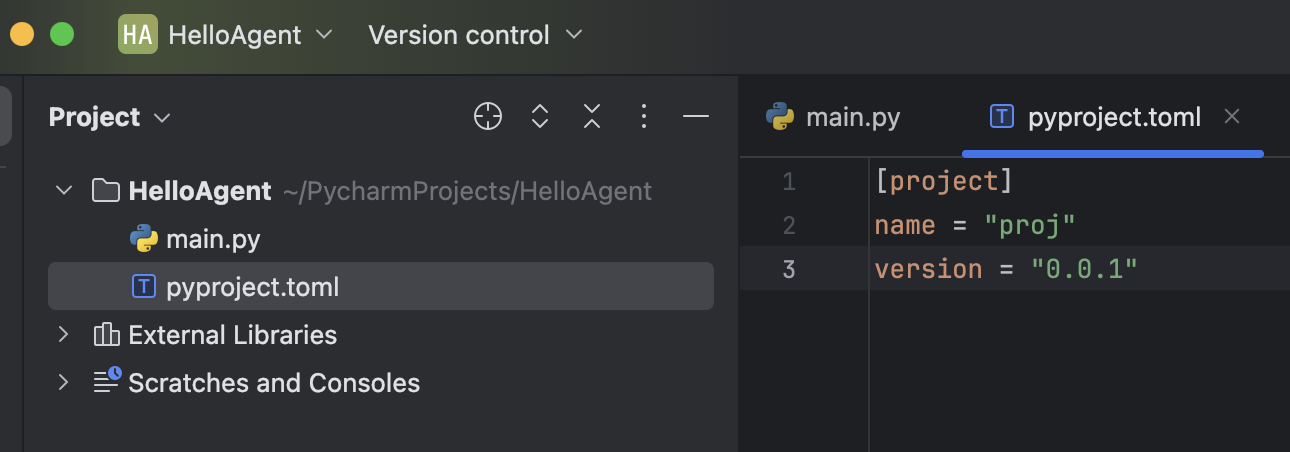 HA HelloAgent Version control
Project
HelloAgent ~/PycharmProjects/HelloAgent
main.py
T pyproject.toml
External Libraries
Scratches and Consoles
main.py T pyproject.toml
1 [project]
2 name = "proj"
3 version = "0.0.1"